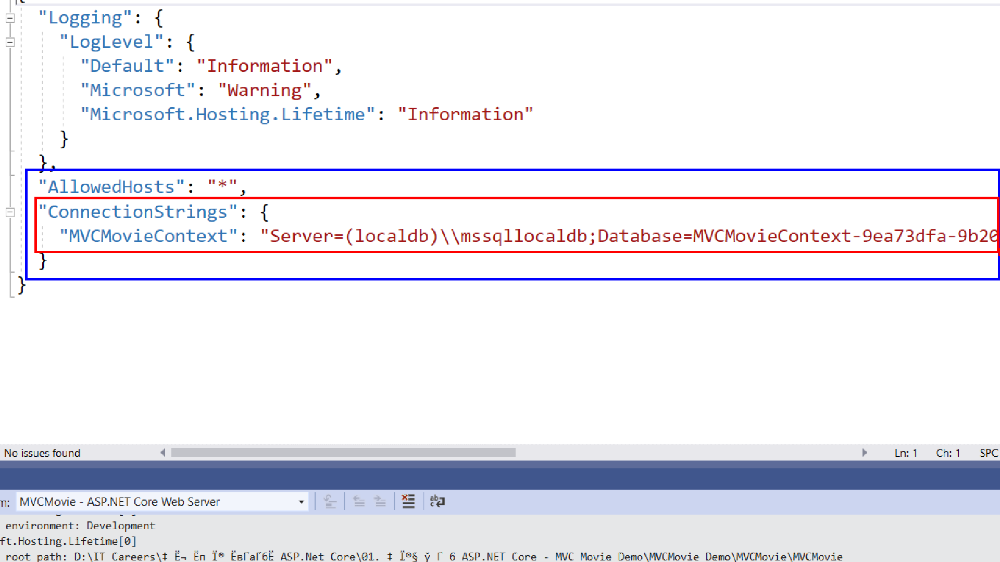 "Logging": {
"LogLevel": {
"Default": "Information",
"Microsoft": "Warning",
"Microsoft.Hosting.Lifetime": "Information"
}
},
"AllowedHosts": "*",
"ConnectionStrings": {
"MVCMovieContext": "Server=(localdb)\\mssqllocaldb;Database=MVCMovieContext-9ea73dfa-9b20
}
}
No issues found
Ln: 1 Ch: 1 SPC
m: MVCMovie - ASP.NET Core Web Server
environment: Development
ft.Hosting.Lifetime[0]
root path: D:\IT Careers\‡ Ë¬ Ëп Ï® ËвГаГбË ASP.Net Core\01. ‡ Ï®§ ў Г 6 ASP.NET Core - MVC Movie Demo\MVCMovie Demo\MVCMovie\MVCMovie